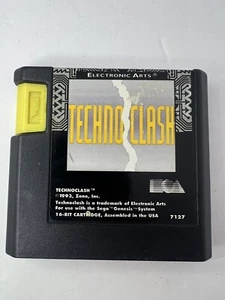 ELECTRONIC ARTS®
TECHNOCLASH
TECHNOCLASH™
©1993, Zono, Inc.
Technoclash is a trademark of Electronic Arts
For use with the Sega™ Genesis™ System
16-BIT CARTRIDGE, Assembled in the USA 7127